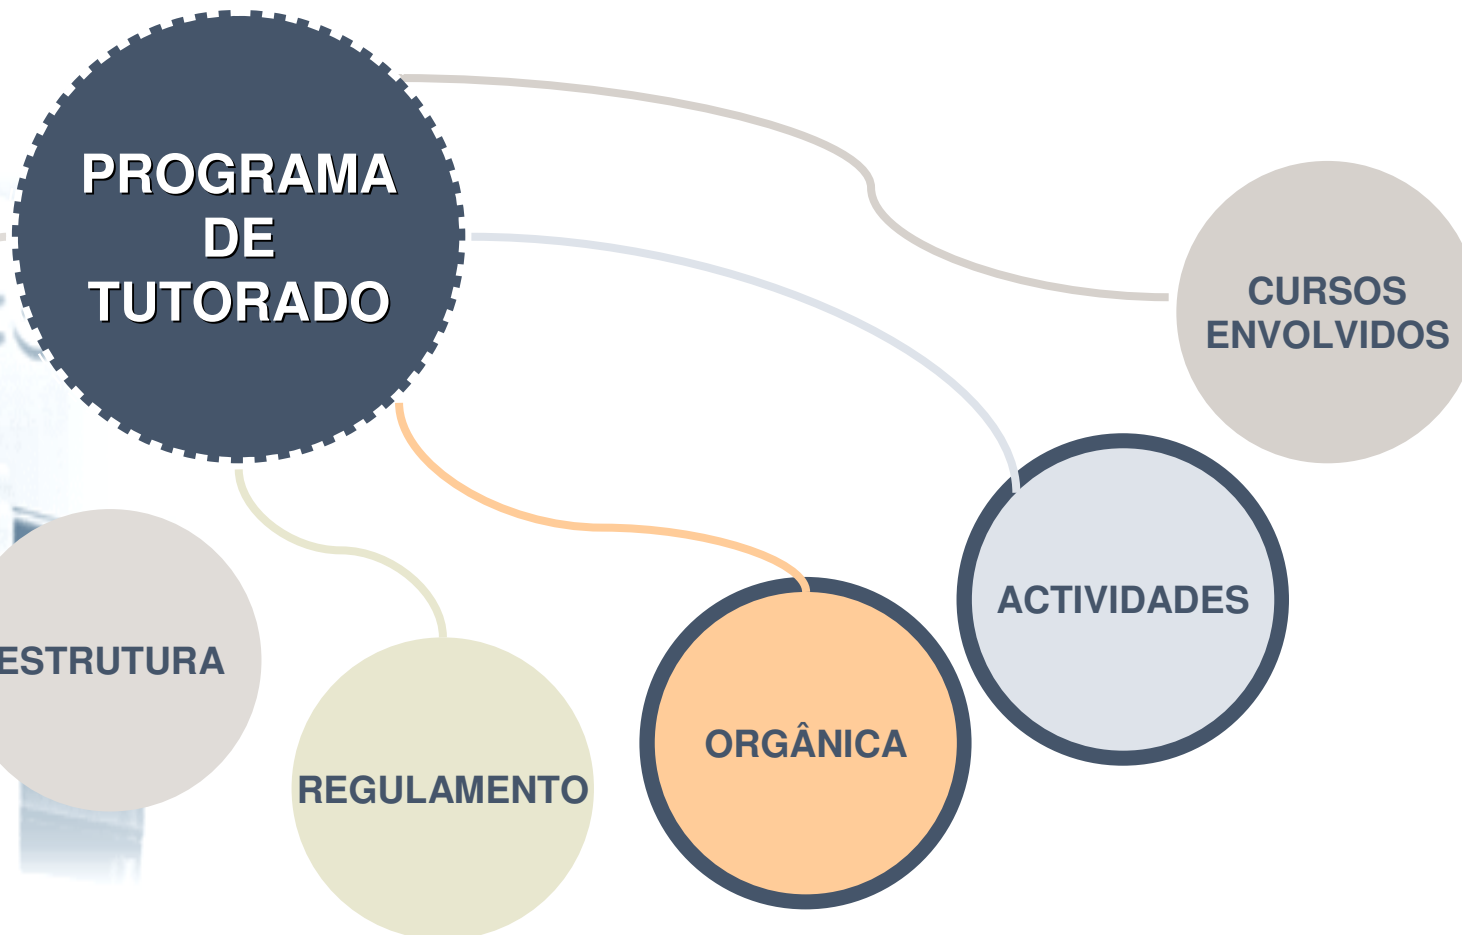 PROGRAMA
DE
TUTORADO
CURSOS
ENVOLVIDOS
ACTIVIDADES
ESTRUTURA
ORGÂNICA
REGULAMENTO